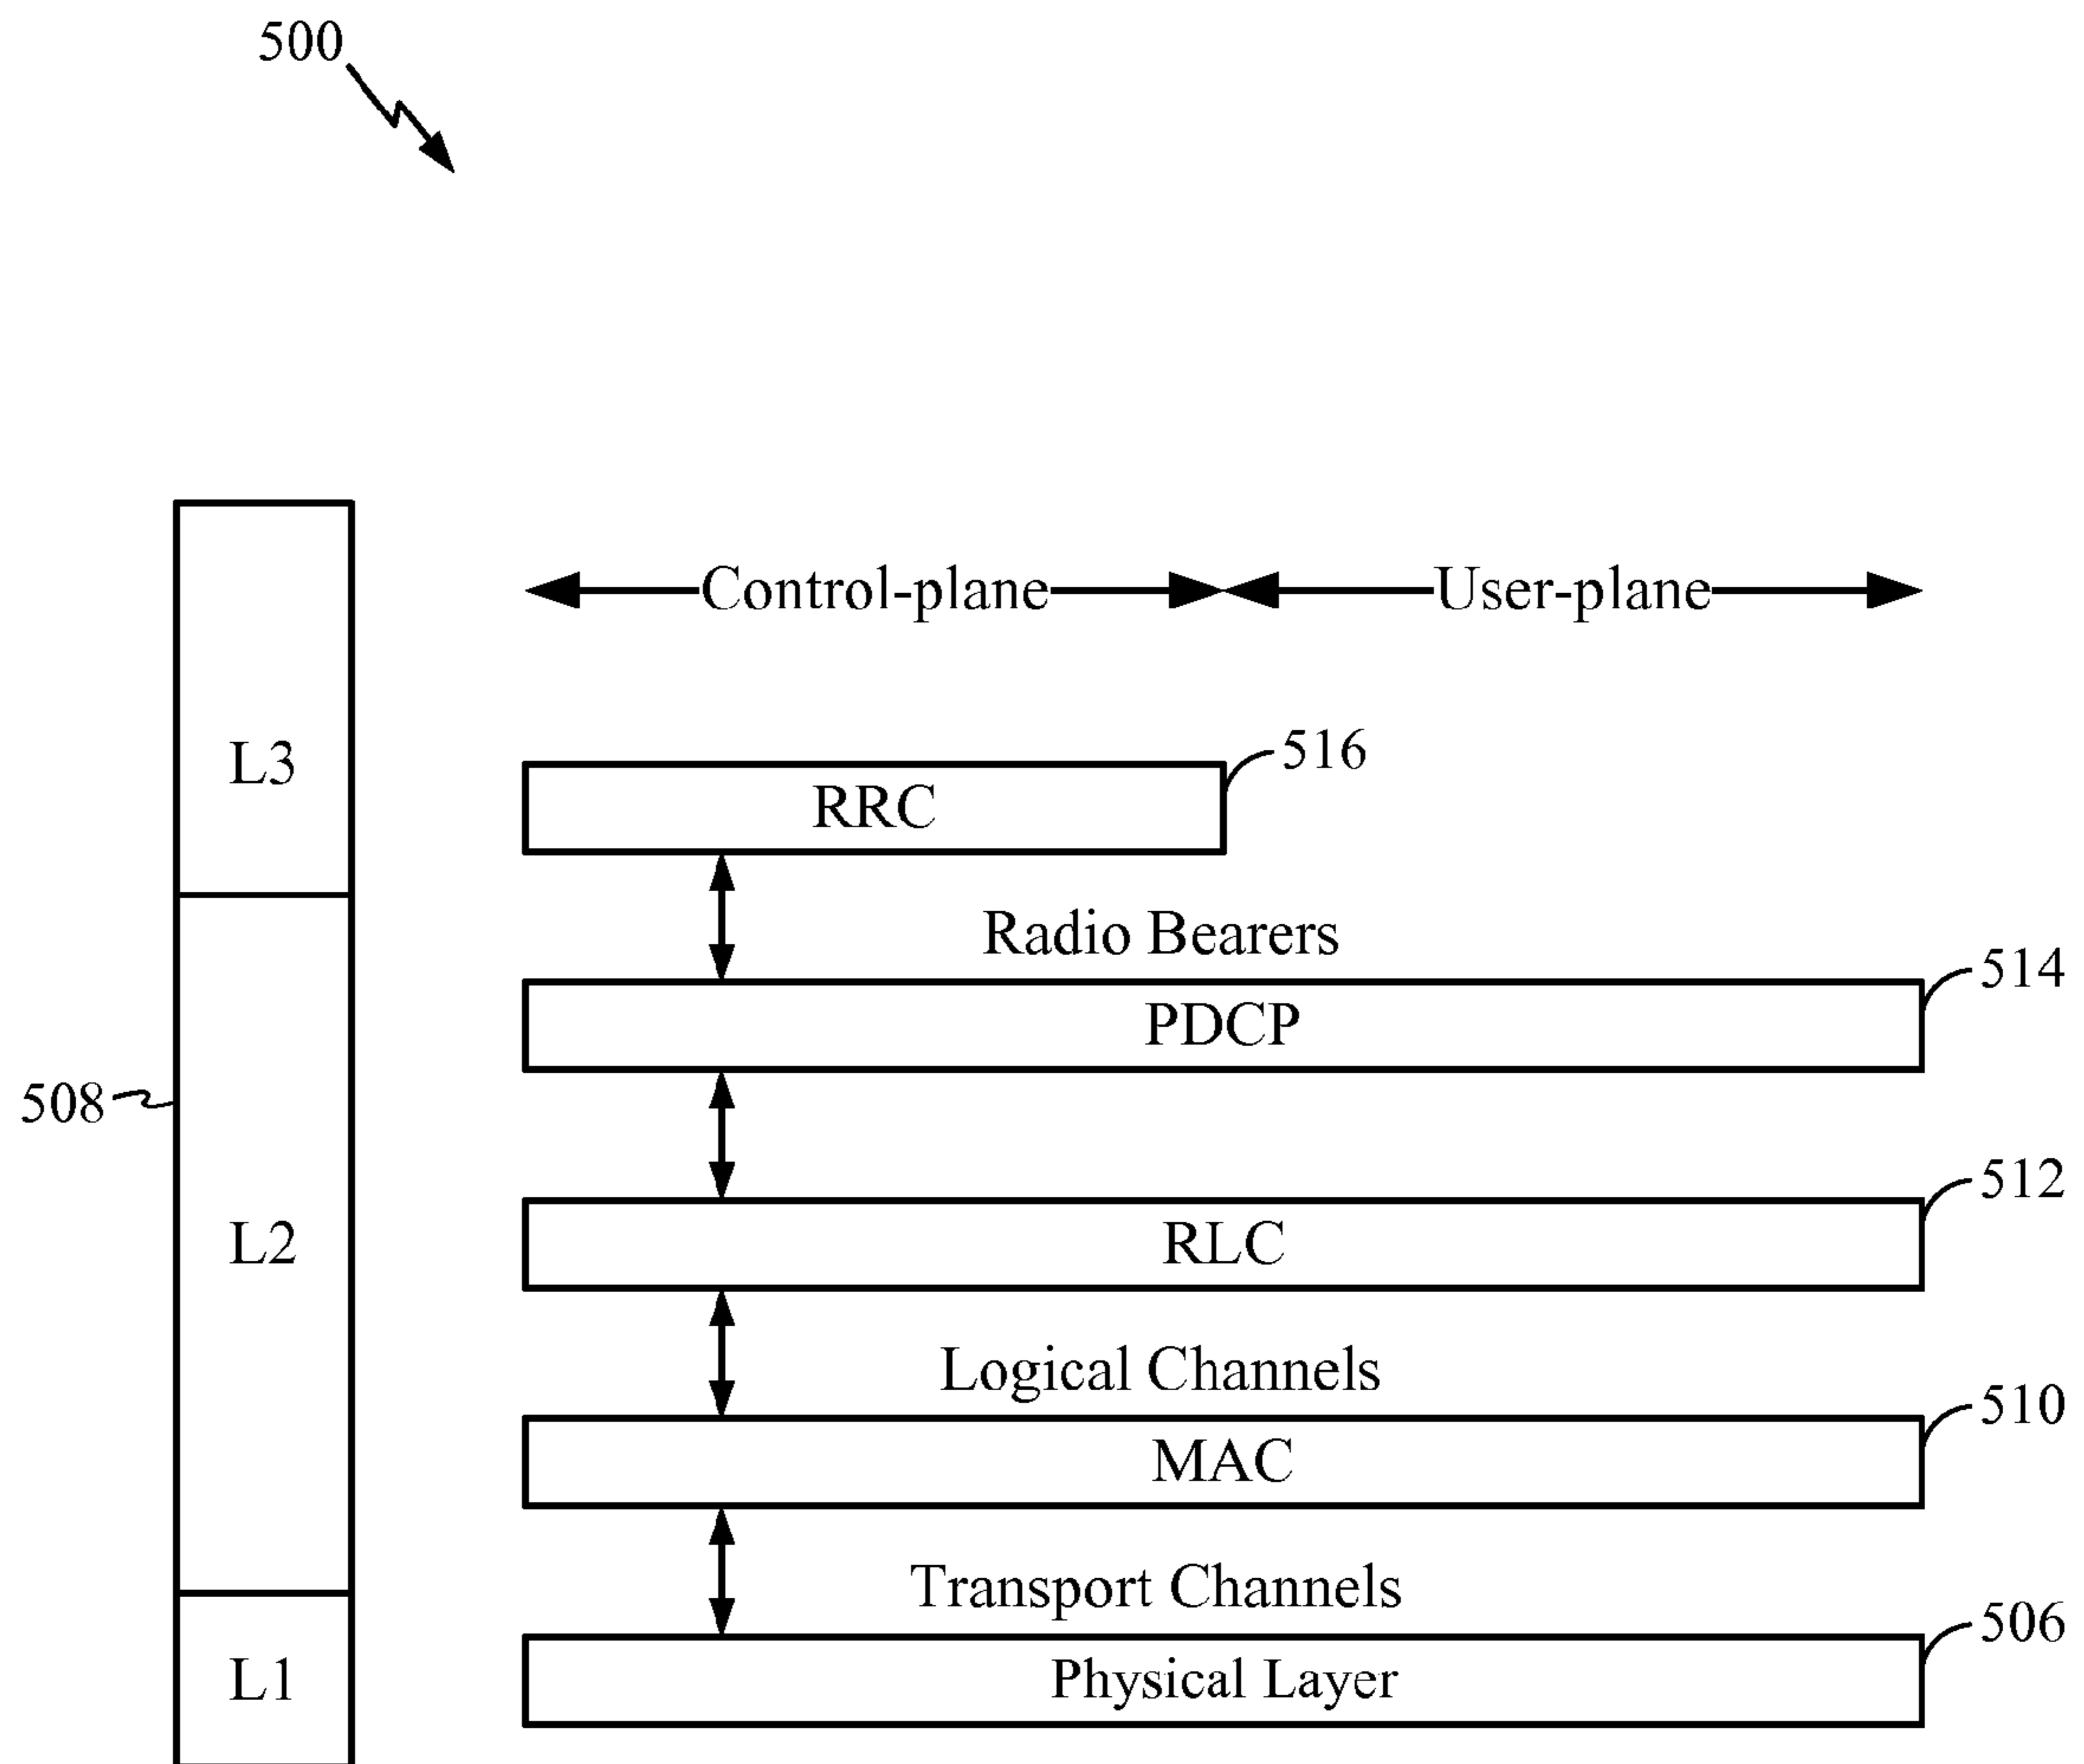 500
Control-plane
User-plane
L3
516
RRC
Radio Bearers
514
PDCP
508
512
L2
RLC
Logical Channels
510
MAC
Transport Channels
506
L1
Physical Layer